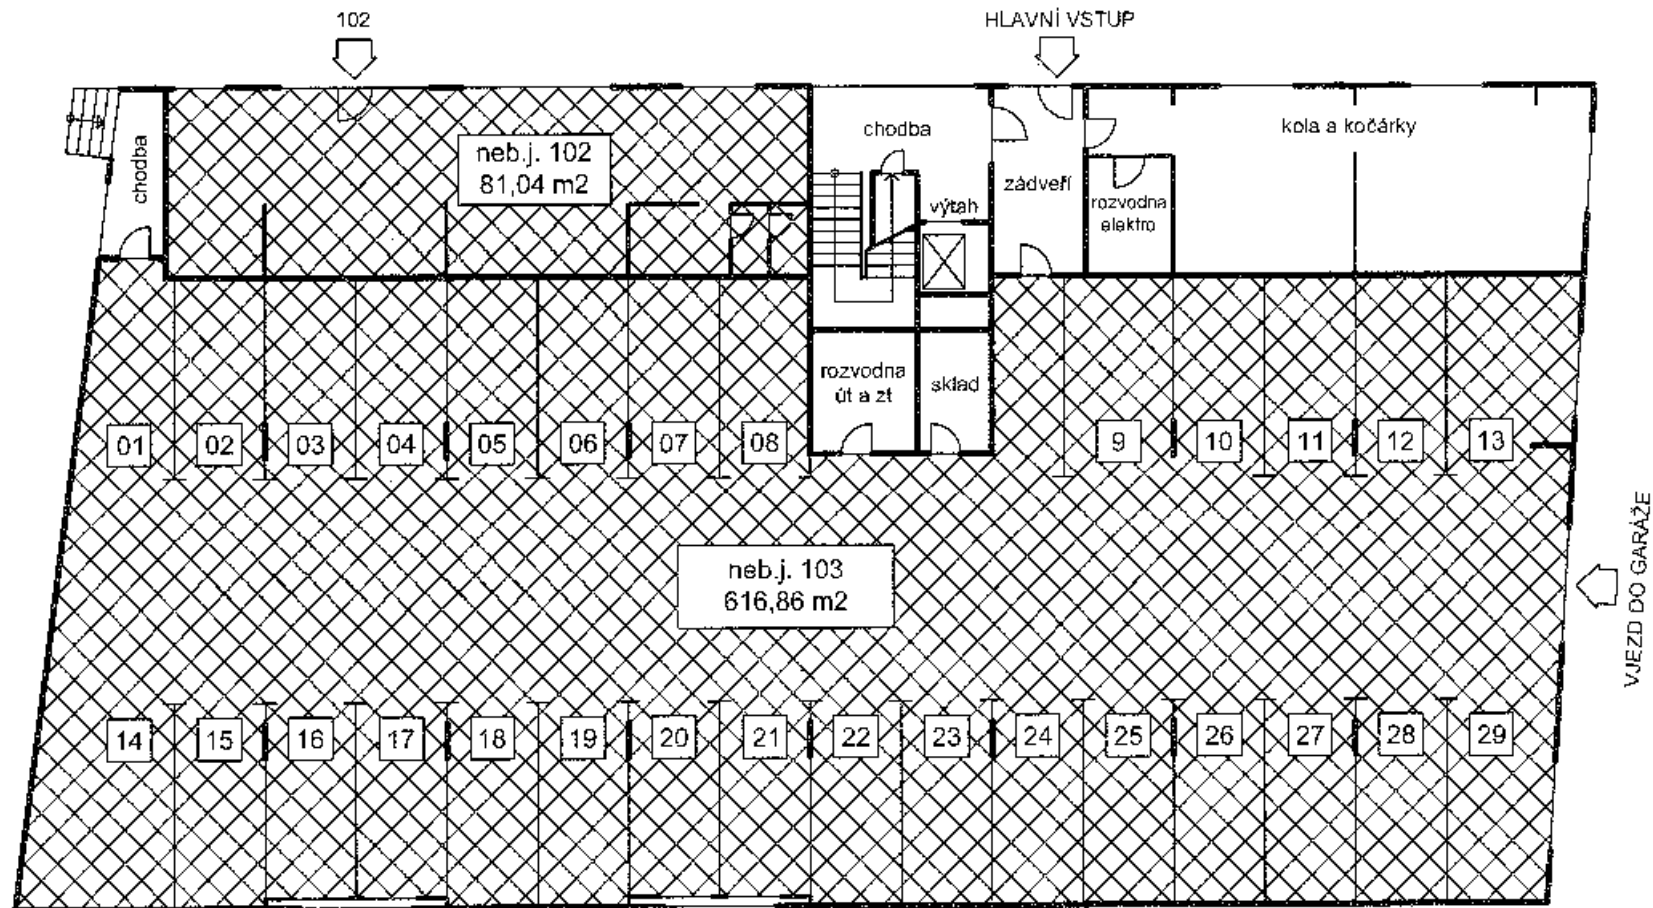 102
HLAVNÍ VSTUP
chodba
neb.j. 102
81,04 m2
chodba
zádveří
kola a kočárky
výtah
rozvodna
elektro
rozvodna
út a zt
sklad
01
02
03
04
05
06
07
08
9
10
11
12
13
neb.j. 103
616,86 m2
VJEZD DO GARÁŽE
14
15
16
17
18
19
20
21
22
23
24
25
26
27
28
29